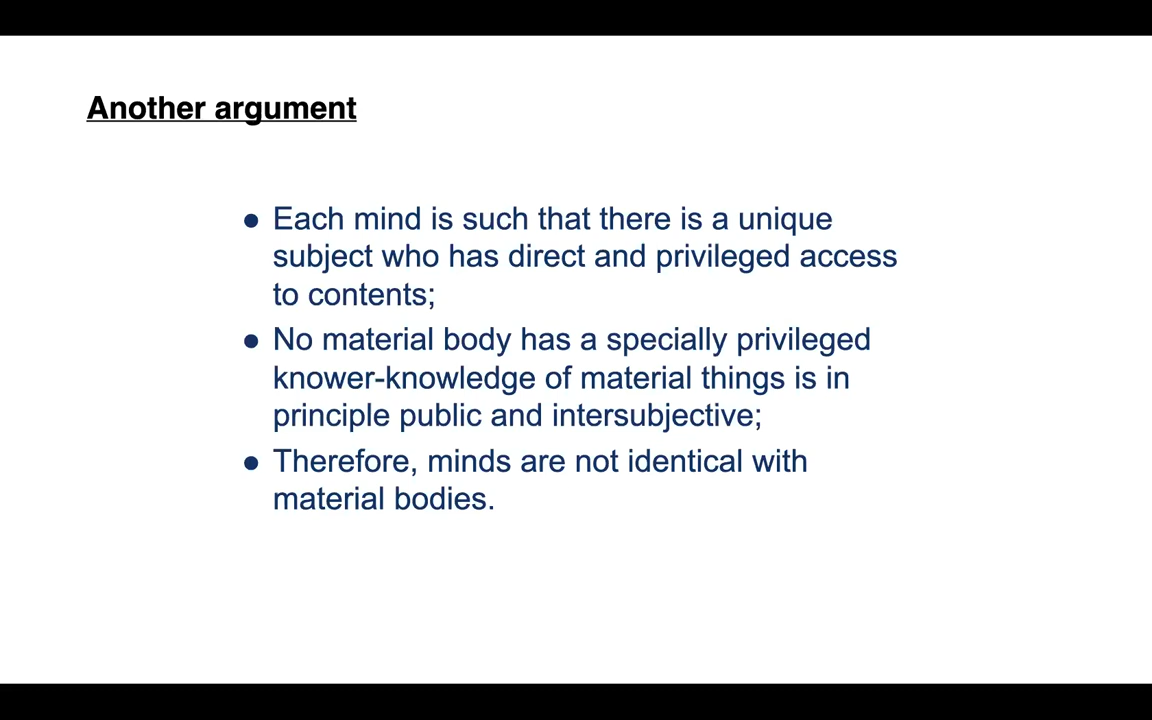 Another argument
● Each mind is such that there is a unique
subject who has direct and privileged access
to contents;
● No material body has a specially privileged
knower-knowledge of material things is in
principle public and intersubjective;
● Therefore, minds are not identical with
material bodies.